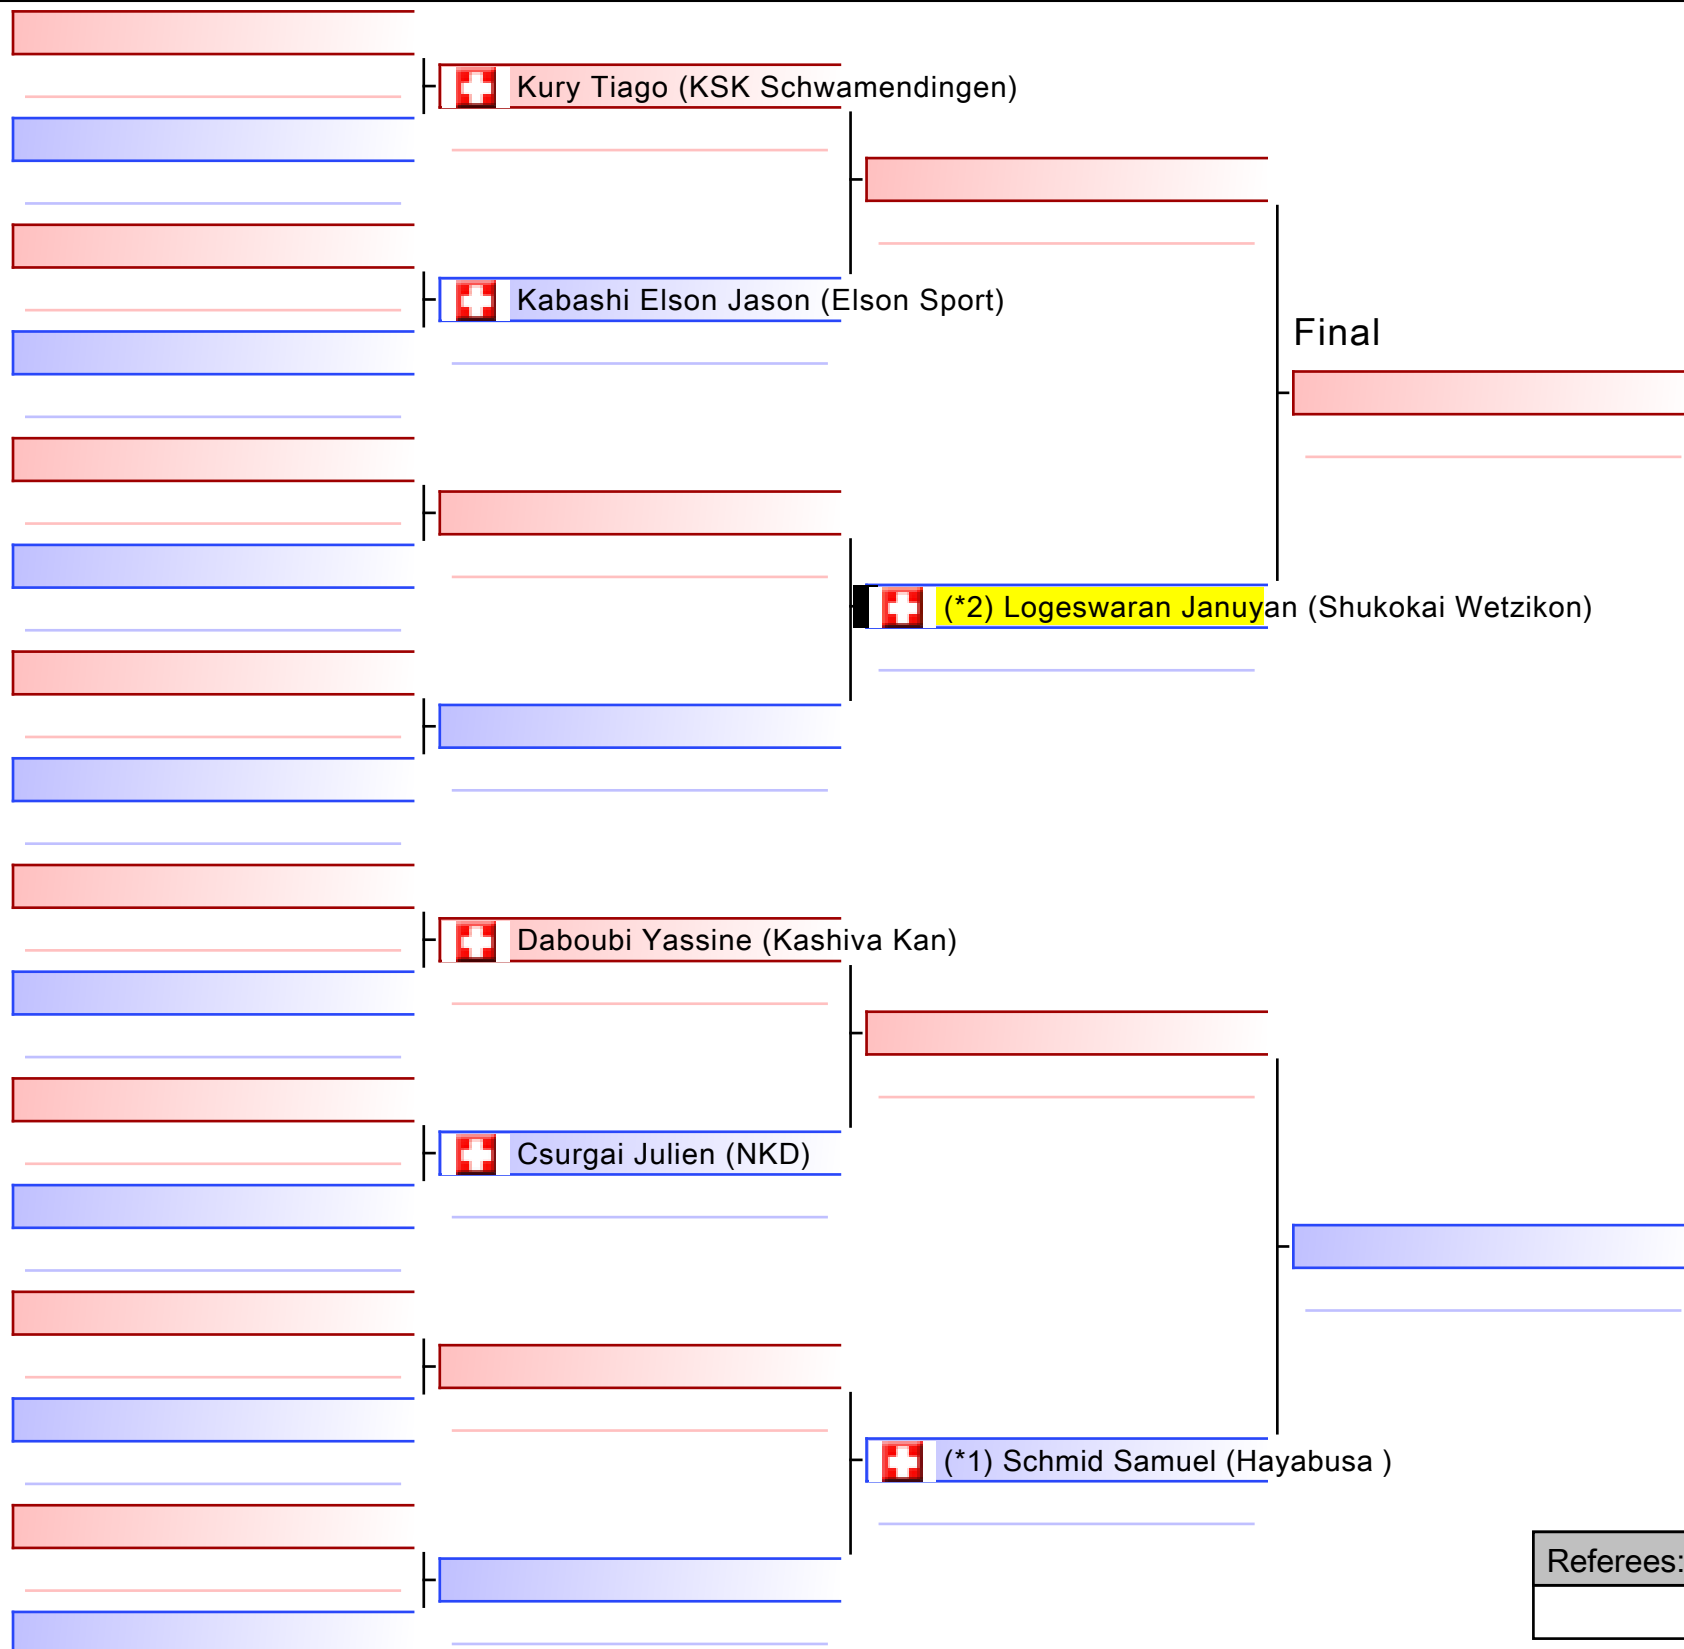 Kury Tiago (KSK Schwamendingen)
Kabashi Elson Jason (Elson Sport)
Final
(*2) Logeswaran Januyan (Shukokai Wetzikon)
Daboubi Yassine (Kashiva Kan)
Csurgai Julien (NKD)
(*1) Schmid Samuel (Hayabusa )
Referees: